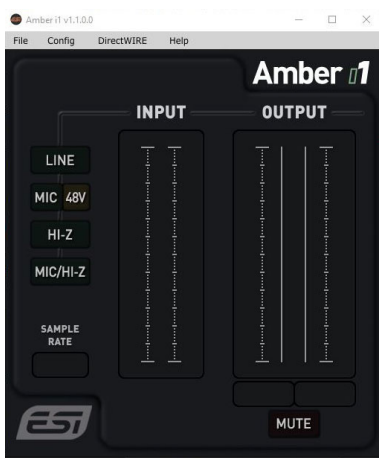 Amber i1 v1.1.0.0
File Config DirectWIRE Help
Amber i1
INPUT OUTPUT
LINE
MIC 48V
HI-Z
MIC/HI-Z
SAMPLE
RATE
ESI
MUTE